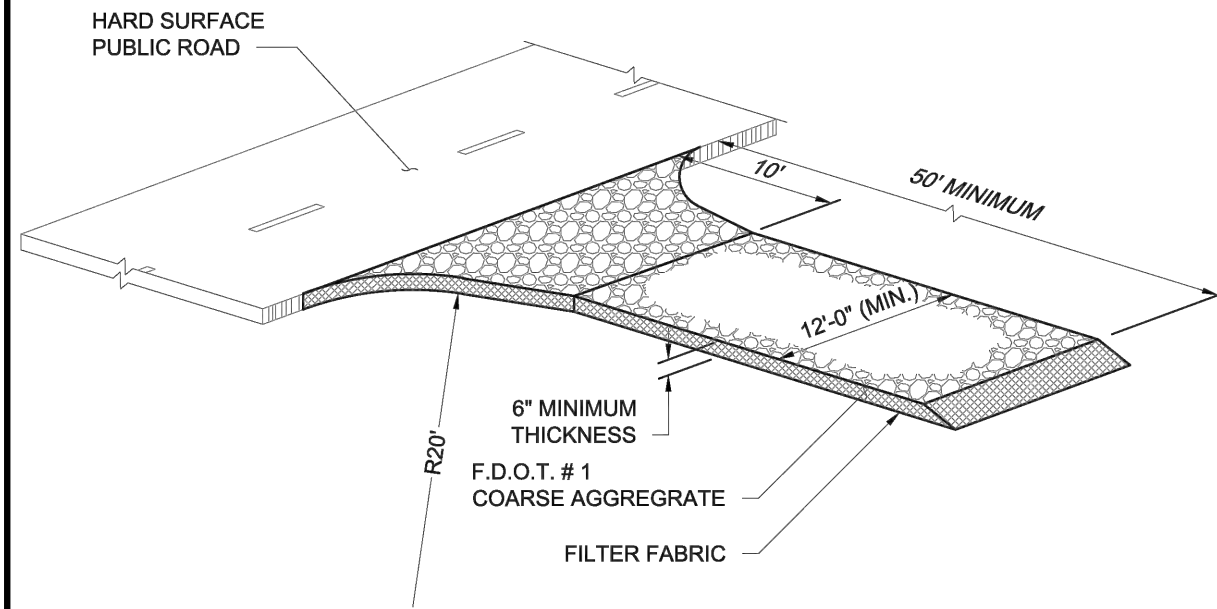 HARD SURFACE
PUBLIC ROAD
10'
50' MINIMUM
12'-0" (MIN.)
6" MINIMUM
THICKNESS
R20'
F.D.O.T. # 1
COARSE AGGREGRATE
FILTER FABRIC